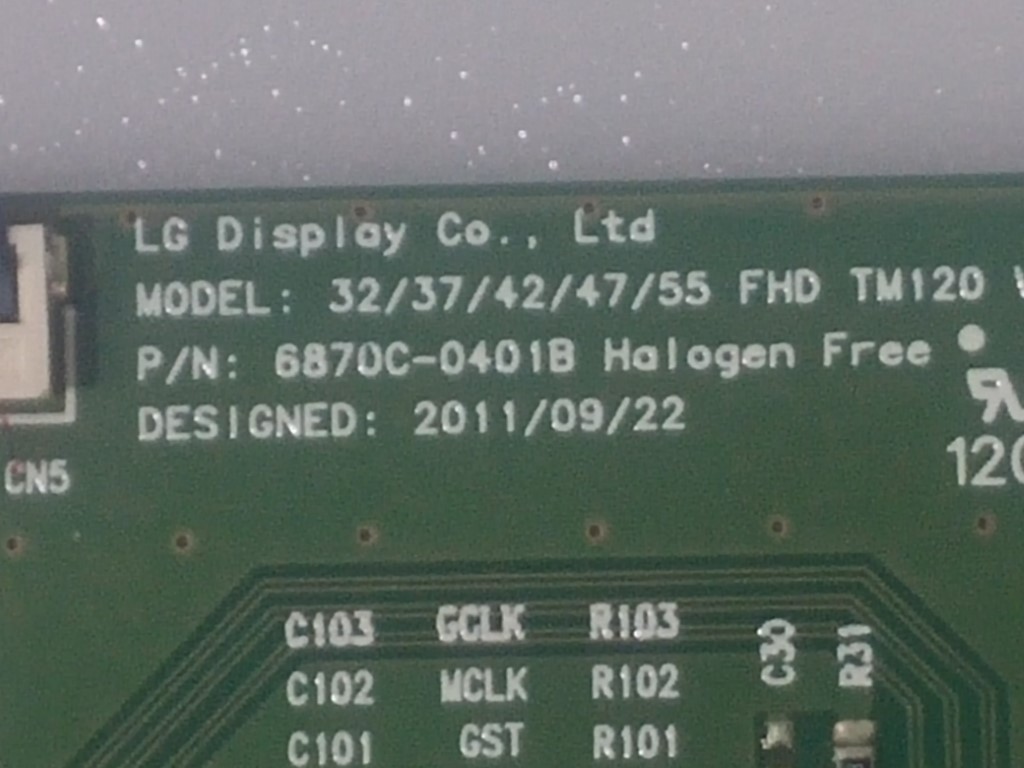 LG Display Co., Ltd
MODEL: 32/37/42/47/55 FHD TM120
P/N: 6870C-0401B Halogen Free
DESIGNED: 2011/09/22
CN5
C103 GCLK R103
C102 MCLK R102
C101 GST R101
C30
R31